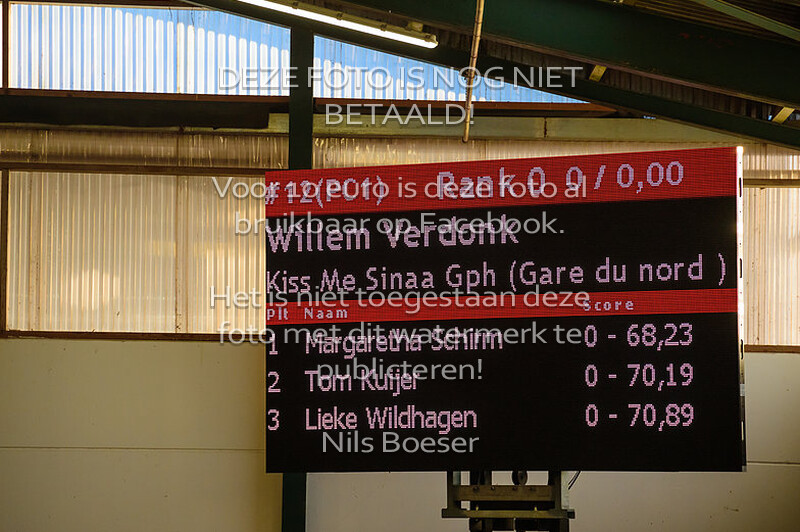 DEZE FOTO IS NOG NIET
BETAALD!
#12(PC1) Rank 0 0 / 0,00
Voor euro is deze foto al
bruikbaar op Facebook.
Willem Verdonk
Kiss Me Sinaa Gph (Gare du nord )
Het is niet toegestaan deze
Plt Naam Score
foto met dit watermerk te
1 Margaretha Schirm 0 - 68,23
publiceren!
2 Tom Kuijer 0 - 70,19
3 Lieke Wildhagen 0 - 70,89
Nils Boeser